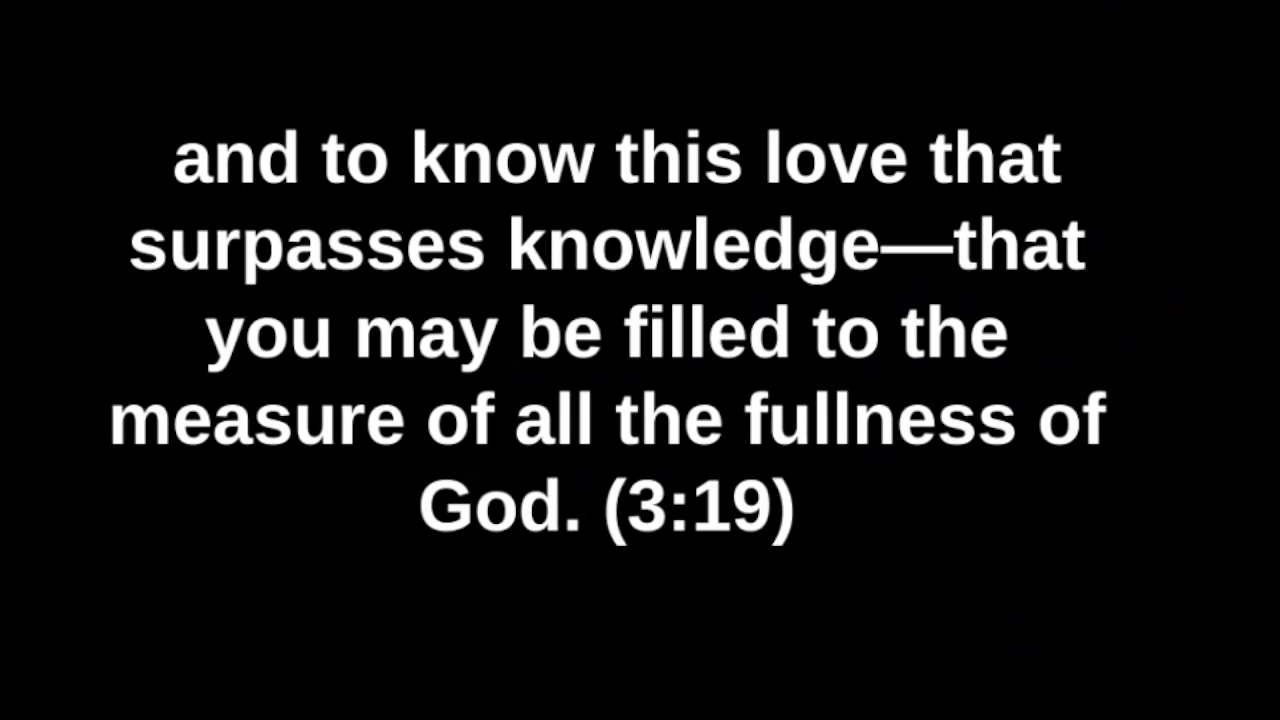 and to know this love that
surpasses knowledge—that
you may be filled to the
measure of all the fullness of
God. (3:19)